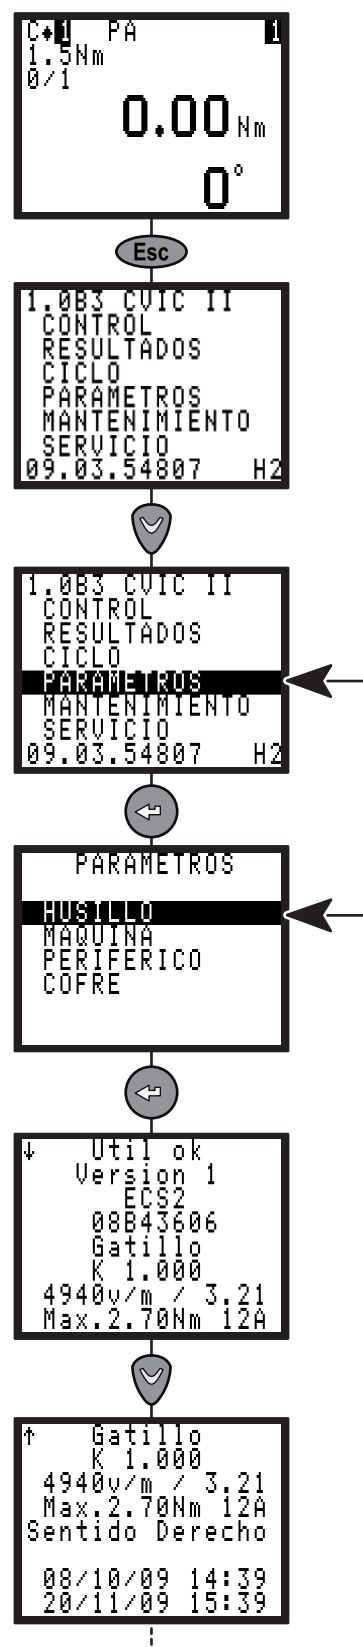 C♦1 PA 1
1.5Nm
0/1
0.00 Nm
0°
Esc
1.0B3 CVIC II
CONTROL
RESULTADOS
CICLO
PARAMETROS
MANTENIMIENTO
SERVICIO
09.03.54807 H2
1.0B3 CVIC II
CONTROL
RESULTADOS
CICLO
PARAMETROS
MANTENIMIENTO
SERVICIO
09.03.54807 H2
PARAMETROS
HUSILLO
MAQUINA
PERIFERICO
COFRE
↓ Util ok
Version 1
ECS2
08B43606
Gatillo
K 1.000
4940v/m / 3.21
Max.2.70Nm 12A
↑ Gatillo
K 1.000
4940v/m / 3.21
Max.2.70Nm 12A
Sentido Derecho
08/10/09 14:39
20/11/09 15:39